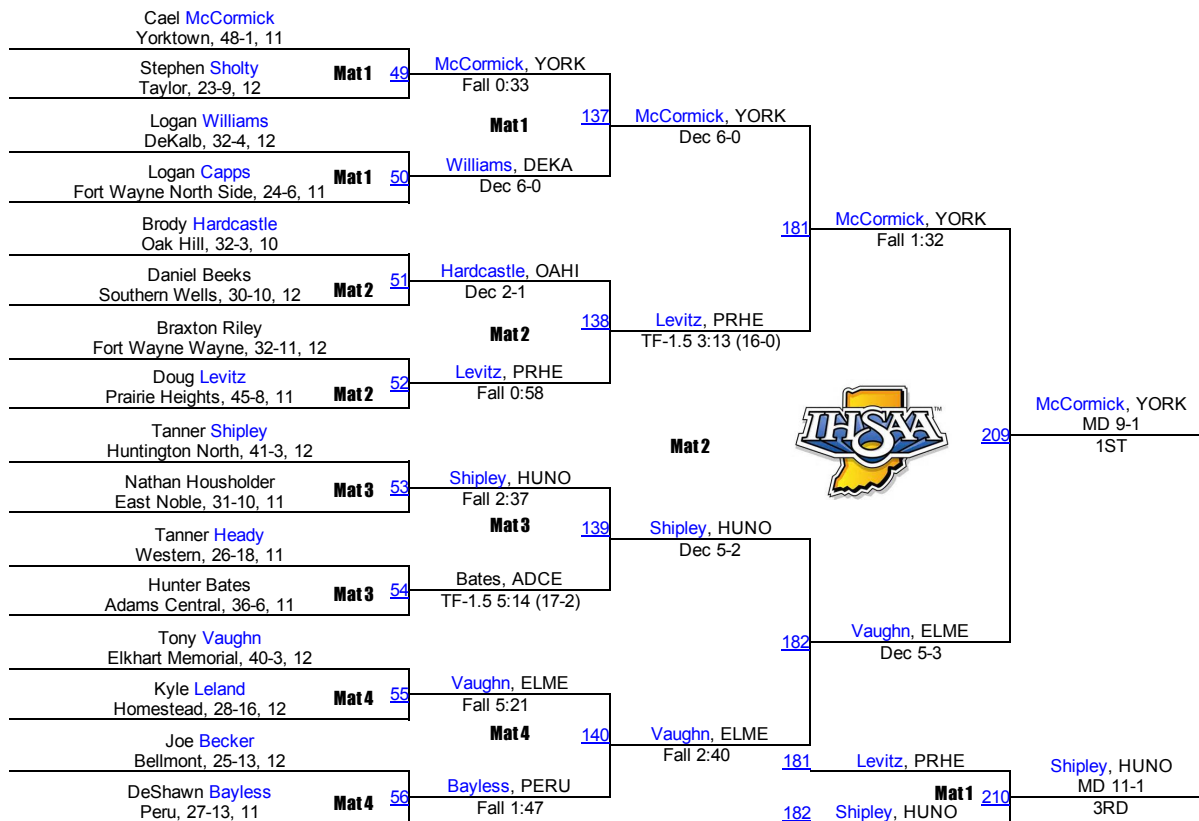 Cael McCormick
Yorktown, 48-1, 11
Stephen Sholty
Taylor, 23-9, 12
Mat 1 49
McCormick, YORK
Fall 0:33
Logan Williams
DeKalb, 32-4, 12
Logan Capps
Fort Wayne North Side, 24-6, 11
Mat 1 50
Williams, DEKA
Dec 6-0
Mat 1 137
McCormick, YORK
Dec 6-0
Brody Hardcastle
Oak Hill, 32-3, 10
Daniel Beeks
Southern Wells, 30-10, 12
Mat 2 51
Hardcastle, OAHI
Dec 2-1
Braxton Riley
Fort Wayne Wayne, 32-11, 12
Doug Levitz
Prairie Heights, 45-8, 11
Mat 2 52
Levitz, PRHE
Fall 0:58
Mat 2 138
Levitz, PRHE
TF-1.5 3:13 (16-0)
181
McCormick, YORK
Fall 1:32
Tanner Shipley
Huntington North, 41-3, 12
Nathan Housholder
East Noble, 31-10, 11
Mat 3 53
Shipley, HUNO
Fall 2:37
Tanner Heady
Western, 26-18, 11
Hunter Bates
Adams Central, 36-6, 11
Mat 3 54
Bates, ADCE
TF-1.5 5:14 (17-2)
Mat 3 139
Shipley, HUNO
Dec 5-2
Tony Vaughn
Elkhart Memorial, 40-3, 12
Kyle Leland
Homestead, 28-16, 12
Mat 4 55
Vaughn, ELME
Fall 5:21
Joe Becker
Bellmont, 25-13, 12
DeShawn Bayless
Peru, 27-13, 11
Mat 4 56
Bayless, PERU
Fall 1:47
Mat 4 140
Vaughn, ELME
Fall 2:40
182
Vaughn, ELME
Dec 5-3
Mat 2
IHSAA™
209
McCormick, YORK
MD 9-1
1ST
181 Levitz, PRHE
182 Shipley, HUNO
Mat 1 210
Shipley, HUNO
MD 11-1
3RD